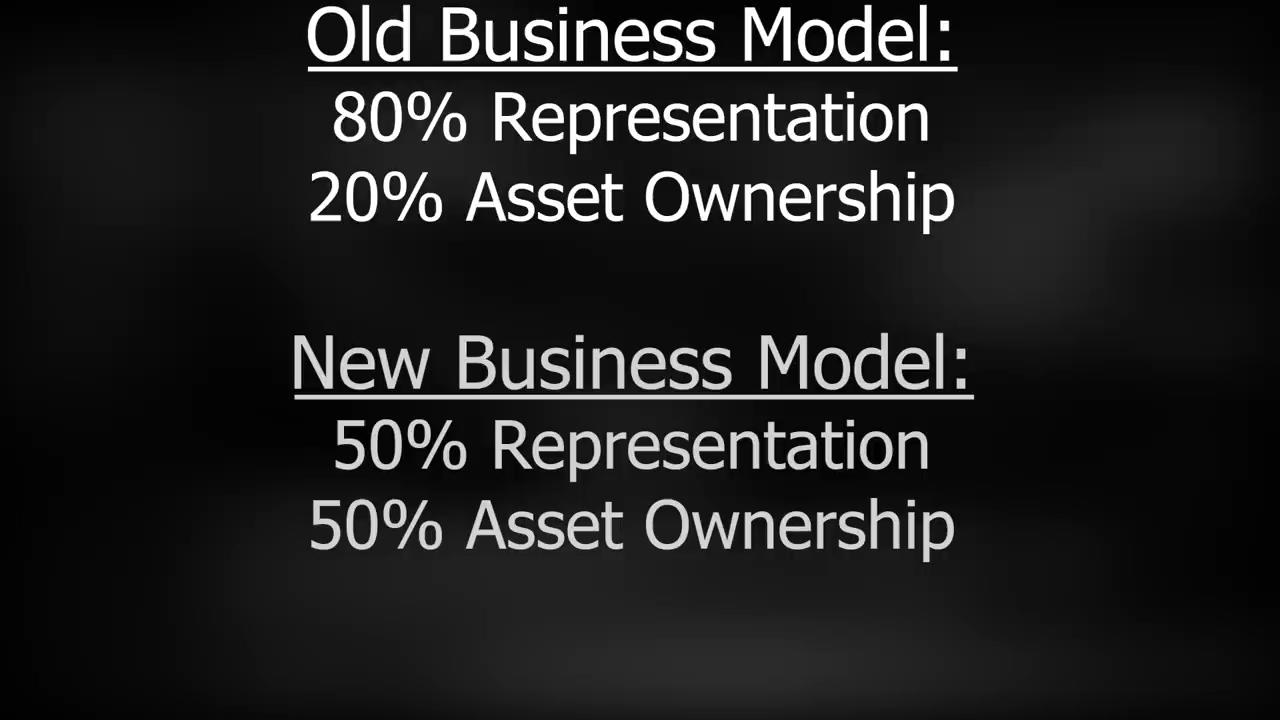 Old Business Model:
80% Representation
20% Asset Ownership
New Business Model:
50% Representation
50% Asset Ownership